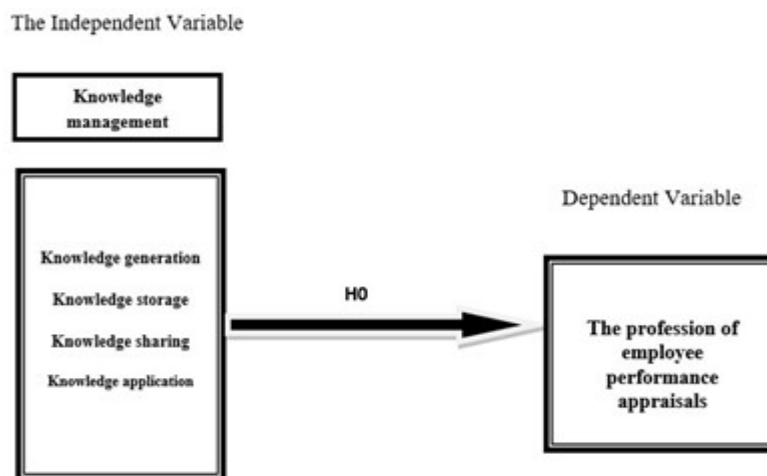 The Independent Variable
Knowledge
management
Knowledge generation
Knowledge storage
Knowledge sharing
Knowledge application
H0
Dependent Variable
The profession of
employee
performance
appraisals